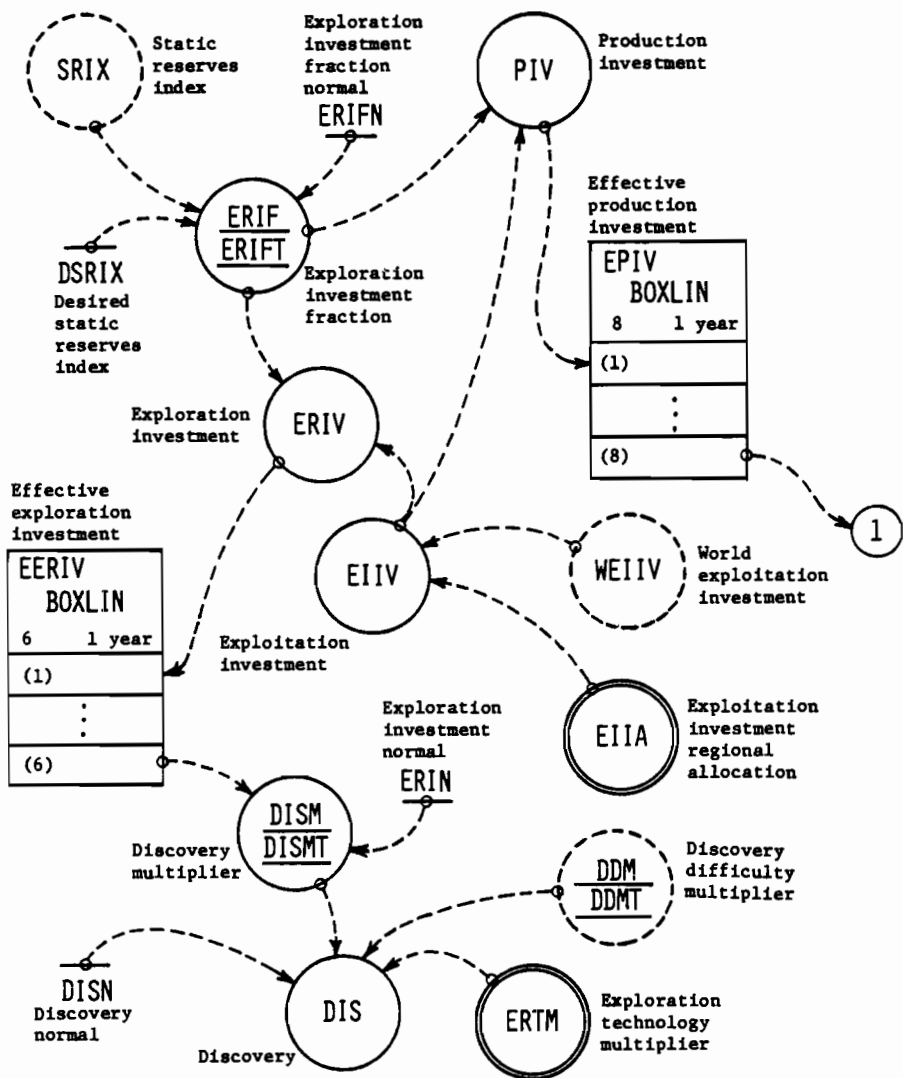 SRIX
Static
reserves
index
Exploration
investment
fraction
normal
ERIFN
PIV
Production
investment
ERIF
ERIFT
Exploration
investment
fraction
DSRIX
Desired
static
reserves
index
Effective
production
investment
EPIV
BOXLIN
8 1 year
(1)
(8)
1
Exploration
investment
ERIV
Effective
exploration
investment
EERIV
BOXLIN
6 1 year
(1)
(6)
EIIV
Exploitation
investment
WEIIV
World
exploitation
investment
EIIA
Exploitation
investment
regional
allocation
Exploration
investment
normal
ERIN
DISM
DISMT
Discovery
multiplier
DDM
DDMT
Discovery
difficulty
multiplier
DISN
Discovery
normal
DIS
Discovery
ERTM
Exploration
technology
multiplier